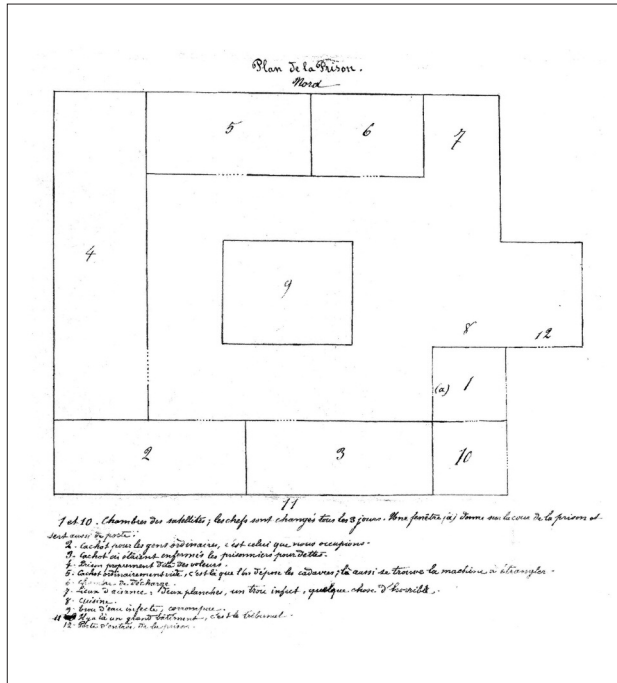 Plan de la Prison.
Nord
5
6
7
4
9
8
12
(a)
1
2
3
10
11
1 et 10. Chambres des satellites; les chefs sont changés tous les 3 jours. Une fenêtre (a) donne sur la cour de la prison et
sert aussi de porte.
2. Cachot pour les gens ordinaires, c'est celui que nous occupions.
3. Cachot où étaient enfermés les prisonniers pour dettes.
4. Prison proprement dite des voleurs.
5. Cachot ordinairement vide, c'est là que l'on dépose les cadavres; là aussi se trouve la machine à étrangler.
6. Chambre de décharge.
7. Lieux d'aisance: deux planches, un trou infect, quelque chose d'horrible.
8. Cuisine.
9. trou d'eau infecte, corrompue.
11 Il y a là un grand bâtiment, c'est le tribunal.
12. Porte d'entrée de la prison.